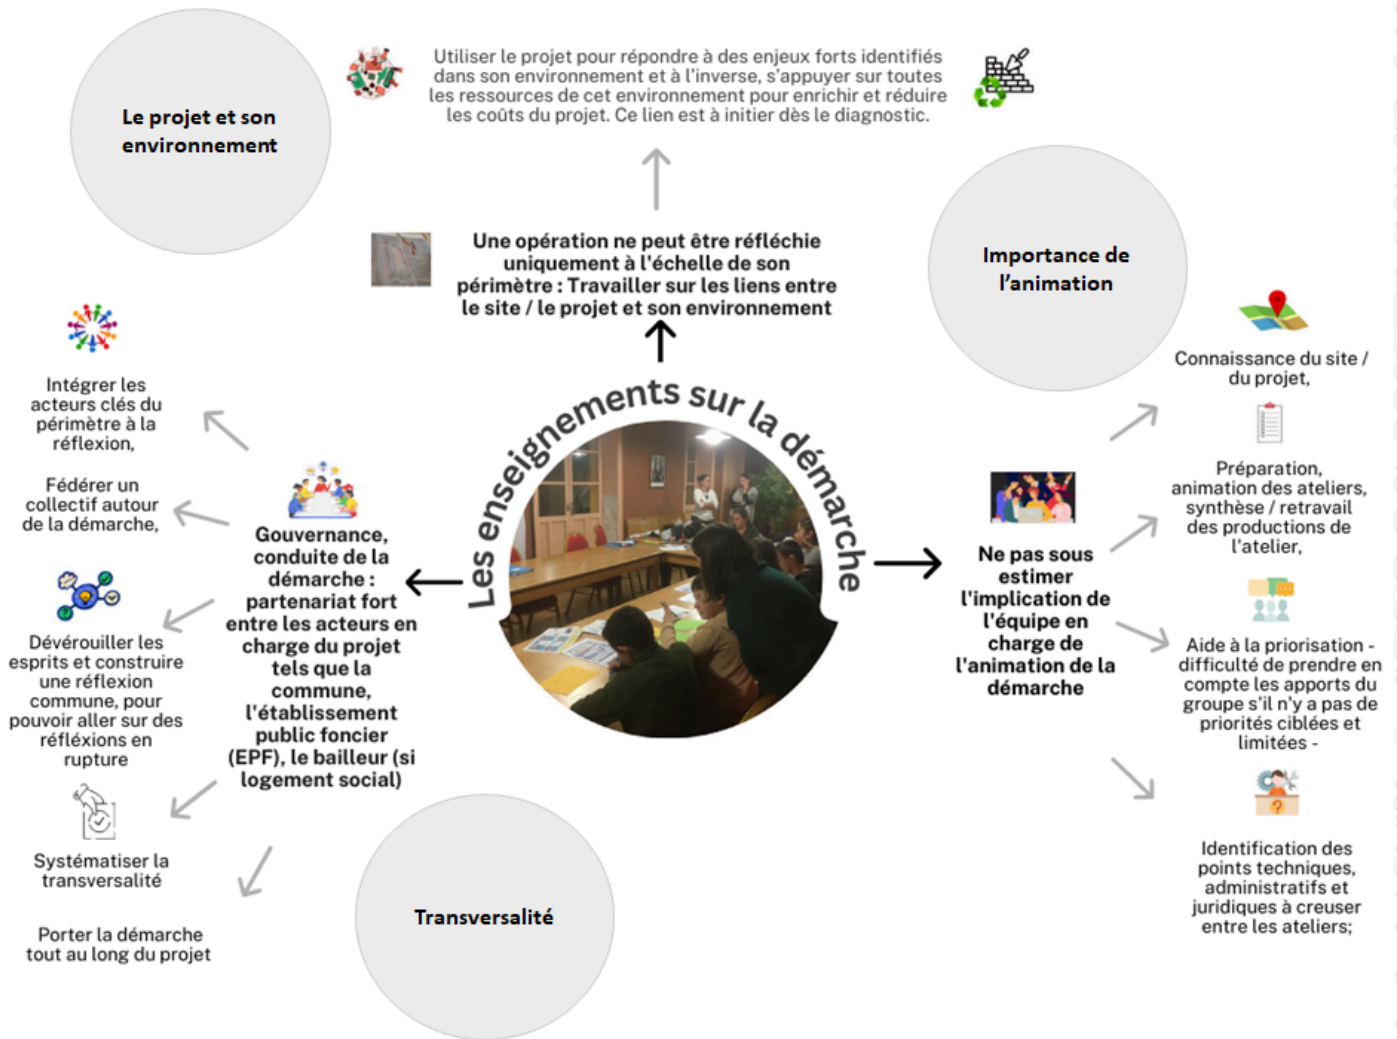 Le projet et son
environnement
Utiliser le projet pour répondre à des enjeux forts identifiés
dans son environnement et à l'inverse, s'appuyer sur toutes
les ressources de cet environnement pour enrichir et réduire
les coûts du projet. Ce lien est à initier dès le diagnostic.
Une opération ne peut être réfléchie
uniquement à l'échelle de son
périmètre : Travailler sur les liens entre
le site / le projet et son environnement
Importance de
l’animation
Les enseignements sur la démarche
Intégrer les
acteurs clés du
périmètre à la
réflexion,
Fédérer un
collectif autour
de la démarche,
Dévérouiller les
esprits et construire
une réflexion
commune, pour
pouvoir aller sur des
réfléxions en
rupture
Systématiser la
transversalité
Porter la démarche
tout au long du projet
Gouvernance,
conduite de la
démarche :
partenariat fort
entre les acteurs en
charge du projet
tels que la
commune,
l'établissement
public foncier
(EPF), le bailleur (si
logement social)
Transversalité
Ne pas sous
estimer
l'implication de
l'équipe en
charge de
l'animation de la
démarche
Connaissance du site /
du projet,
Préparation,
animation des ateliers,
synthèse / retravail
des productions de
l'atelier,
Aide à la priorisation -
difficulté de prendre en
compte les apports du
groupe s'il n'y a pas de
priorités ciblées et
limitées -
Identification des
points techniques,
administratifs et
juridiques à creuser
entre les ateliers;